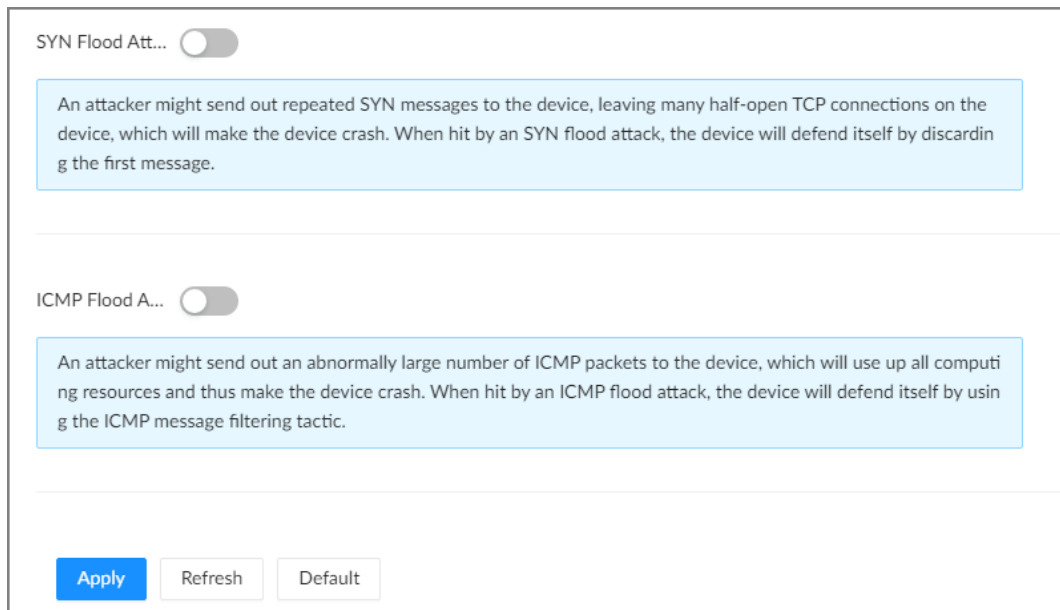 SYN Flood Att...
An attacker might send out repeated SYN messages to the device, leaving many half-open TCP connections on the
device, which will make the device crash. When hit by an SYN flood attack, the device will defend itself by discardin
g the first message.
ICMP Flood A...
An attacker might send out an abnormally large number of ICMP packets to the device, which will use up all computi
ng resources and thus make the device crash. When hit by an ICMP flood attack, the device will defend itself by usin
g the ICMP message filtering tactic.
Apply Refresh Default